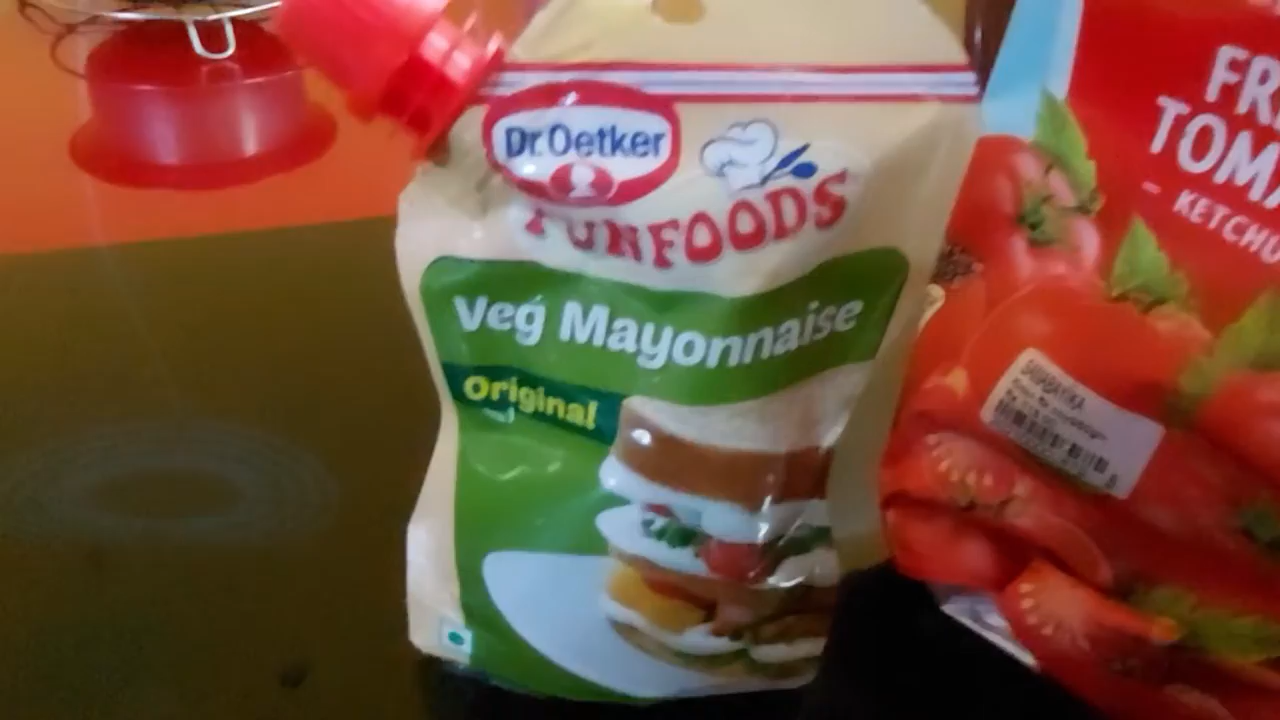 Dr. Oetker
FUNFOODS
Veg Mayonnaise
Original
FR
TOMA
KETCHU